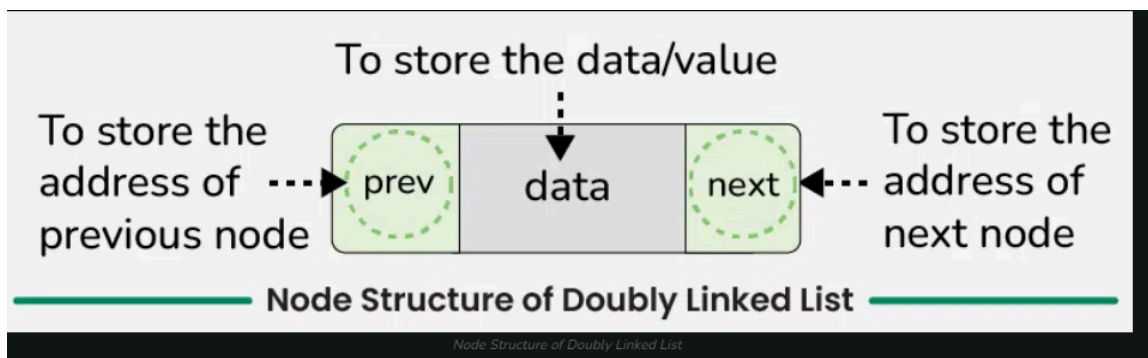 To store the data/value
To store the
address of
previous node
prev
data
next
To store the
address of
next node
Node Structure of Doubly Linked List
Node Structure of Doubly Linked List